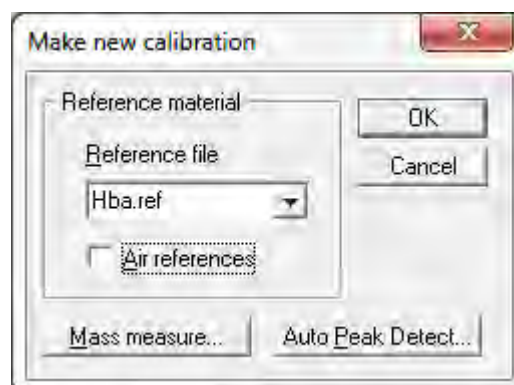 Make new calibration
Reference material
OK
Reference file
Cancel
Hba.ref
Air references
Mass measure... Auto Peak Detect...